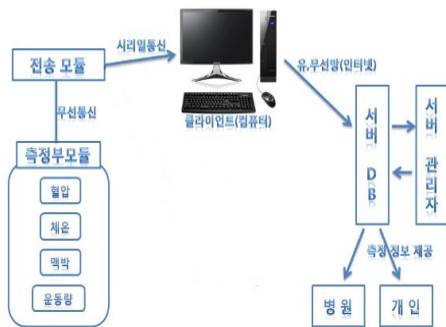 시리얼통신
전송 모듈
유,무선망(인터넷)
무선통신
클라이언트(컴퓨터)
측정부모듈
혈압
체온
맥박
운동량
서버 DB
서버 관리자
측정 정보 제공
병 원
개 인